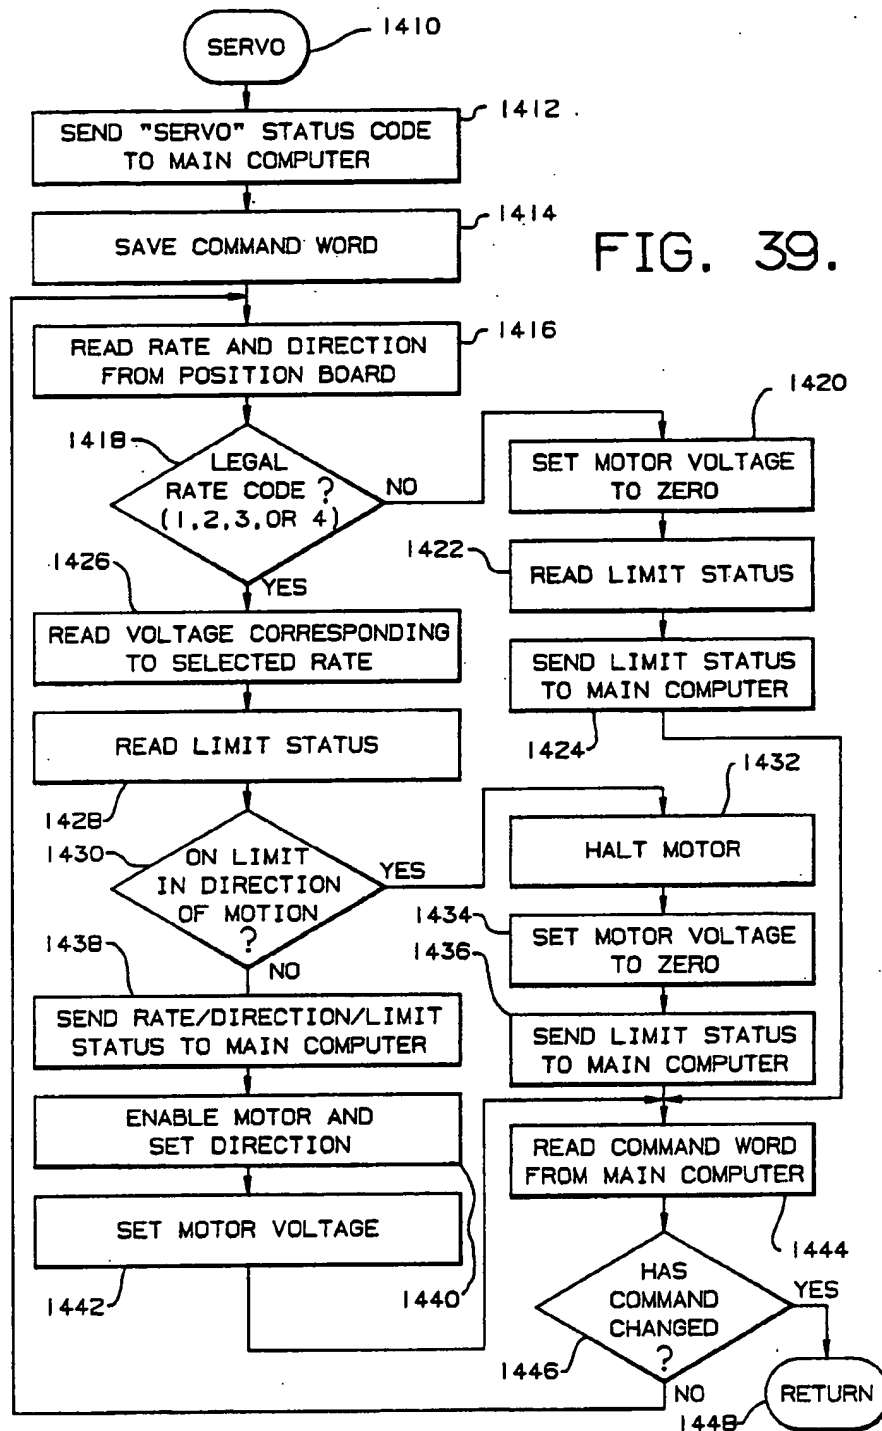 SERVO
1410
SEND "SERVO" STATUS CODE
TO MAIN COMPUTER
1412
SAVE COMMAND WORD
1414
FIG. 39.
READ RATE AND DIRECTION
FROM POSITION BOARD
1416
1418
LEGAL
RATE CODE ?
(1,2,3,OR 4)
NO
YES
1420
SET MOTOR VOLTAGE
TO ZERO
1422
READ LIMIT STATUS
SEND LIMIT STATUS
TO MAIN COMPUTER
1424
1426
READ VOLTAGE CORRESPONDING
TO SELECTED RATE
READ LIMIT STATUS
1428
1430
ON LIMIT
IN DIRECTION
OF MOTION
?
YES
NO
1432
HALT MOTOR
1434
SET MOTOR VOLTAGE
TO ZERO
1436
SEND LIMIT STATUS
TO MAIN COMPUTER
1438
SEND RATE/DIRECTION/LIMIT
STATUS TO MAIN COMPUTER
ENABLE MOTOR AND
SET DIRECTION
1440
SET MOTOR VOLTAGE
1442
READ COMMAND WORD
FROM MAIN COMPUTER
1444
HAS
COMMAND
CHANGED
?
1446
YES
NO
RETURN
1448